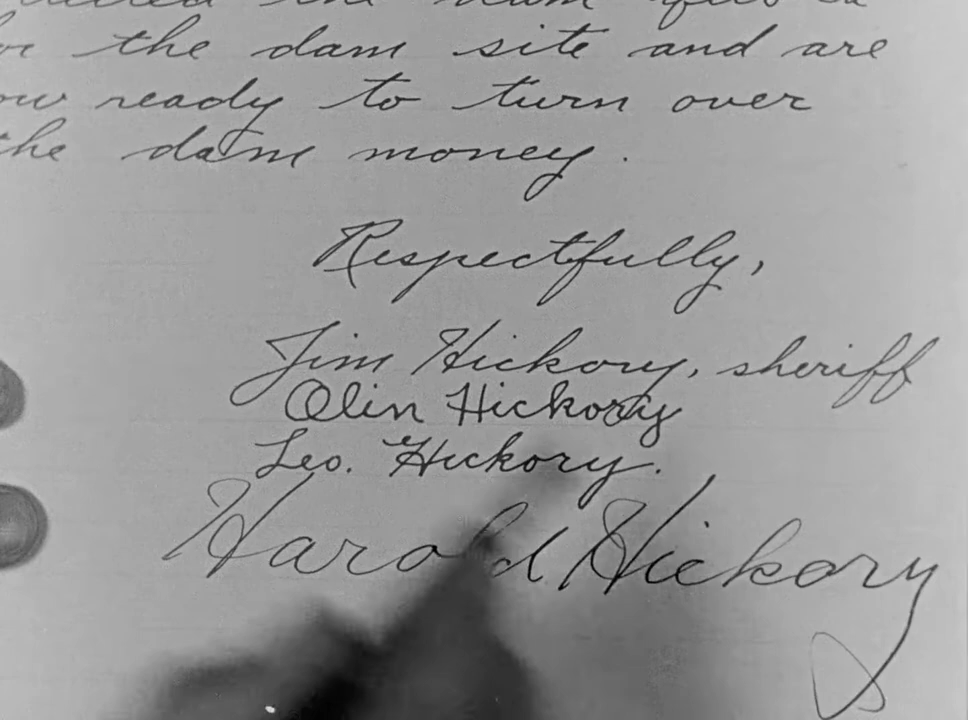 the dam site and are
ready to turn over
the dam money.
Respectfully,
Jim Hickory, sheriff
Olin Hickory
Leo. Hickory.
Harold Hickory